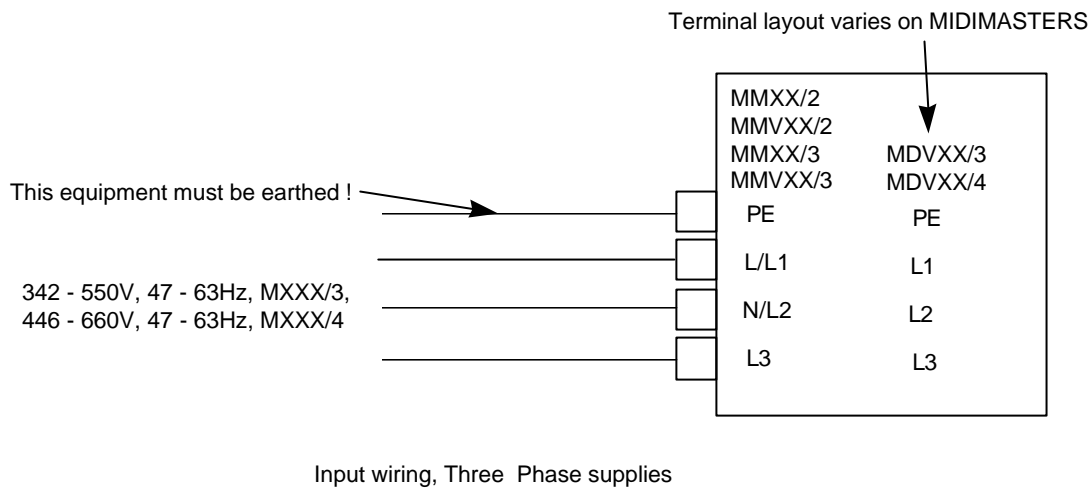 Terminal layout varies on MIDIMASTERS
MMXX/2
MMVXX/2
MMXX/3 MDVXX/3
MMVXX/3 MDVXX/4
This equipment must be earthed !
PE PE
L/L1 L1
342 - 550V, 47 - 63Hz, MXXX/3,
446 - 660V, 47 - 63Hz, MXXX/4
N/L2 L2
L3 L3
Input wiring, Three Phase supplies